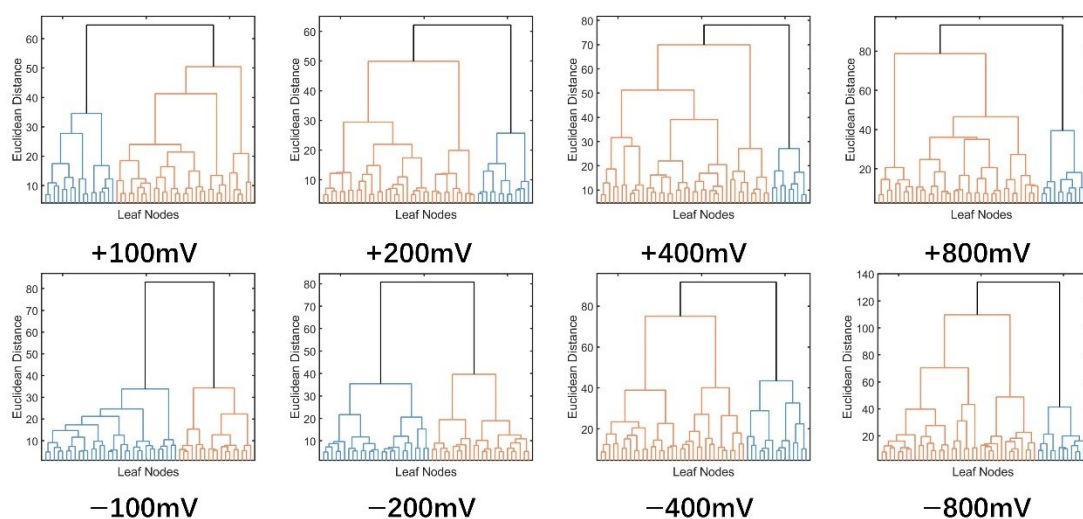 Euclidean Distance
60
50
40
30
20
10
Leaf Nodes
+100mV
Euclidean Distance
60
50
40
30
20
10
Leaf Nodes
+200mV
Euclidean Distance
80
70
60
50
40
30
20
10
Leaf Nodes
+400mV
Euclidean Distance
80
60
40
20
Leaf Nodes
+800mV
Euclidean Distance
80
70
60
50
40
30
20
10
Leaf Nodes
−100mV
Euclidean Distance
80
70
60
50
40
30
20
10
Leaf Nodes
−200mV
Euclidean Distance
80
60
40
20
Leaf Nodes
−400mV
Euclidean Distance
140
120
100
80
60
40
20
Leaf Nodes
−800mV